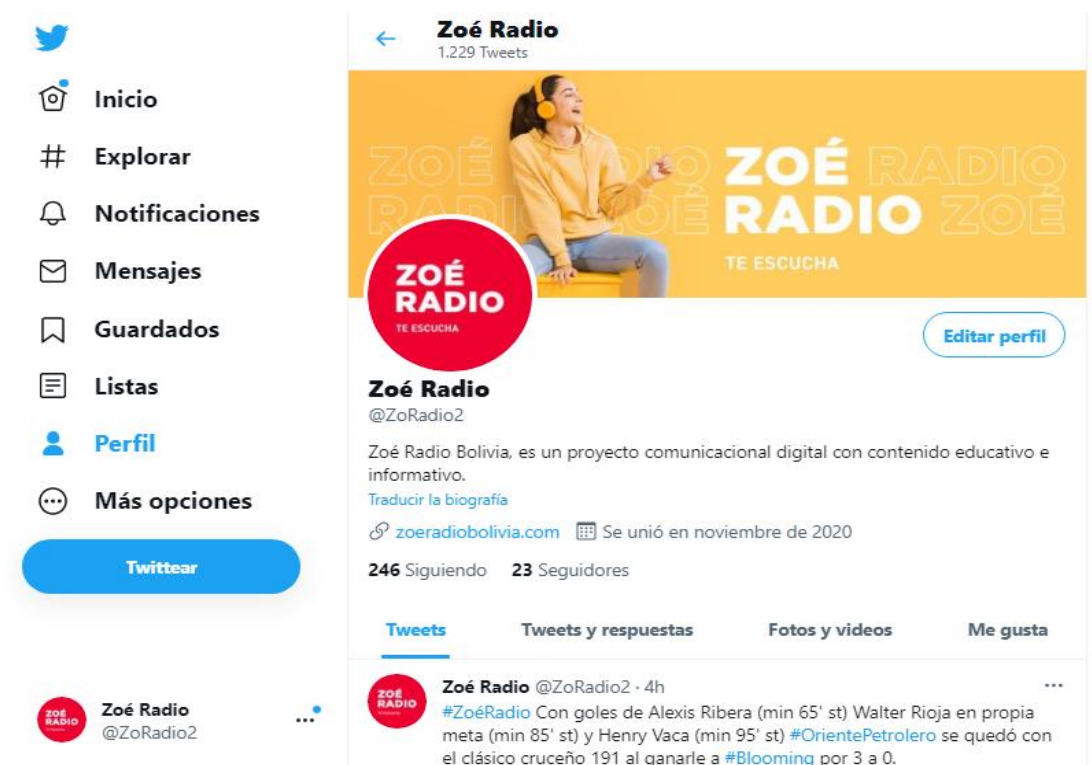 Zoé Radio
1.229 Tweets
Inicio
Explorar
Notificaciones
Mensajes
Guardados
Listas
Perfil
Más opciones
Twittear
Zoé Radio
@ZoRadio2
ZOÉ RADIO ZOÉ RADIO
RADIO ZOÉ RADIO ZOÉ
TE ESCUCHA
ZOÉ
RADIO
TE ESCUCHA
Editar perfil
Zoé Radio
@ZoRadio2
Zoé Radio Bolivia, es un proyecto comunicacional digital con contenido educativo e
informativo.
Traducir la biografía
zoeradiobolivia.com Se unió en noviembre de 2020
246 Siguiendo 23 Seguidores
Tweets Tweets y respuestas Fotos y videos Me gusta
ZOÉ
RADIO
Zoé Radio @ZoRadio2 · 4h
#ZoéRadio Con goles de Alexis Ribera (min 65' st) Walter Rioja en propia
meta (min 85' st) y Henry Vaca (min 95' st) #OrientePetrolero se quedó con
el clásico cruceño 191 al ganarle a #Blooming por 3 a 0.
ZOÉ
RADIO